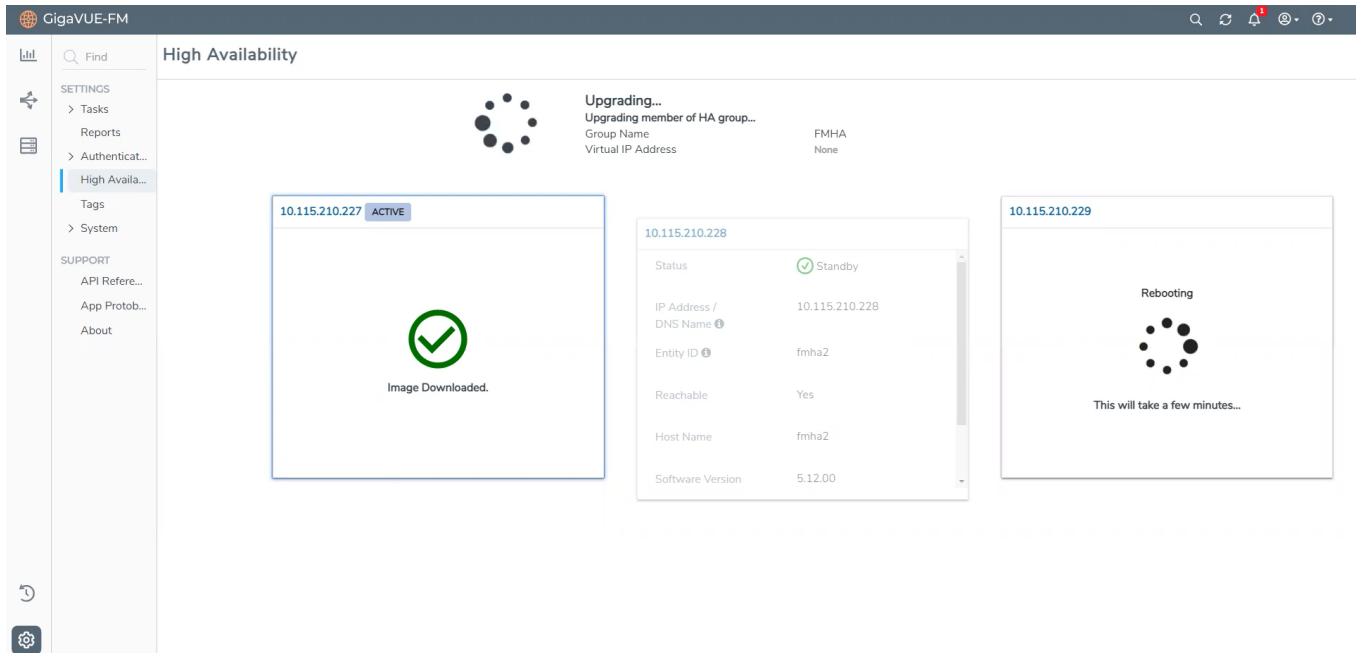 GigaVUE-FM
1
Find
High Availability
SETTINGS
Tasks
Reports
Authenticat...
High Availa...
Tags
System
SUPPORT
API Refere...
App Protob...
About
Upgrading...
Upgrading member of HA group...
Group Name FMHA
Virtual IP Address None
10.115.210.227 ACTIVE
Image Downloaded.
10.115.210.228
Status Standby
IP Address / 10.115.210.228
DNS Name
Entity ID fmha2
Reachable Yes
Host Name fmha2
Software Version 5.12.00
10.115.210.229
Rebooting
This will take a few minutes...